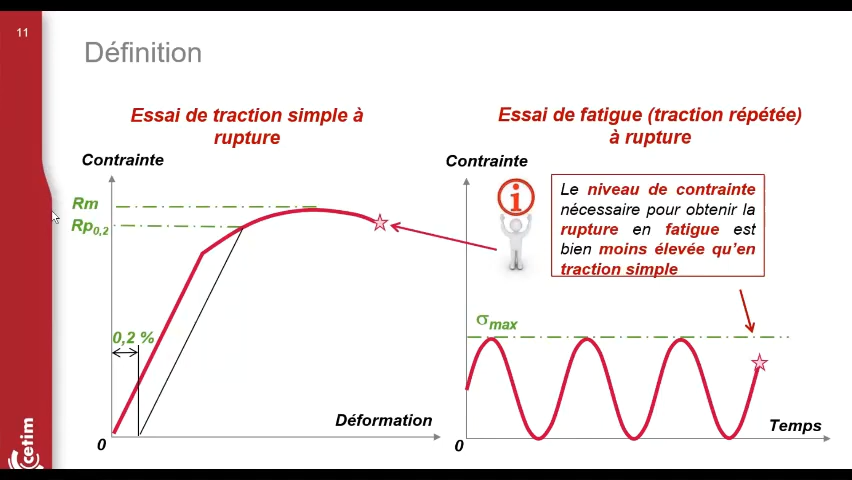 11
Définition
Essai de traction simple à
rupture
Contrainte
Rm
Rp0,2
0,2 %
Déformation
0
Essai de fatigue (traction répétée)
à rupture
Contrainte
i
Le niveau de contrainte
nécessaire pour obtenir la
rupture en fatigue est
bien moins élevée qu'en
traction simple
σmax
Temps
0
cetim